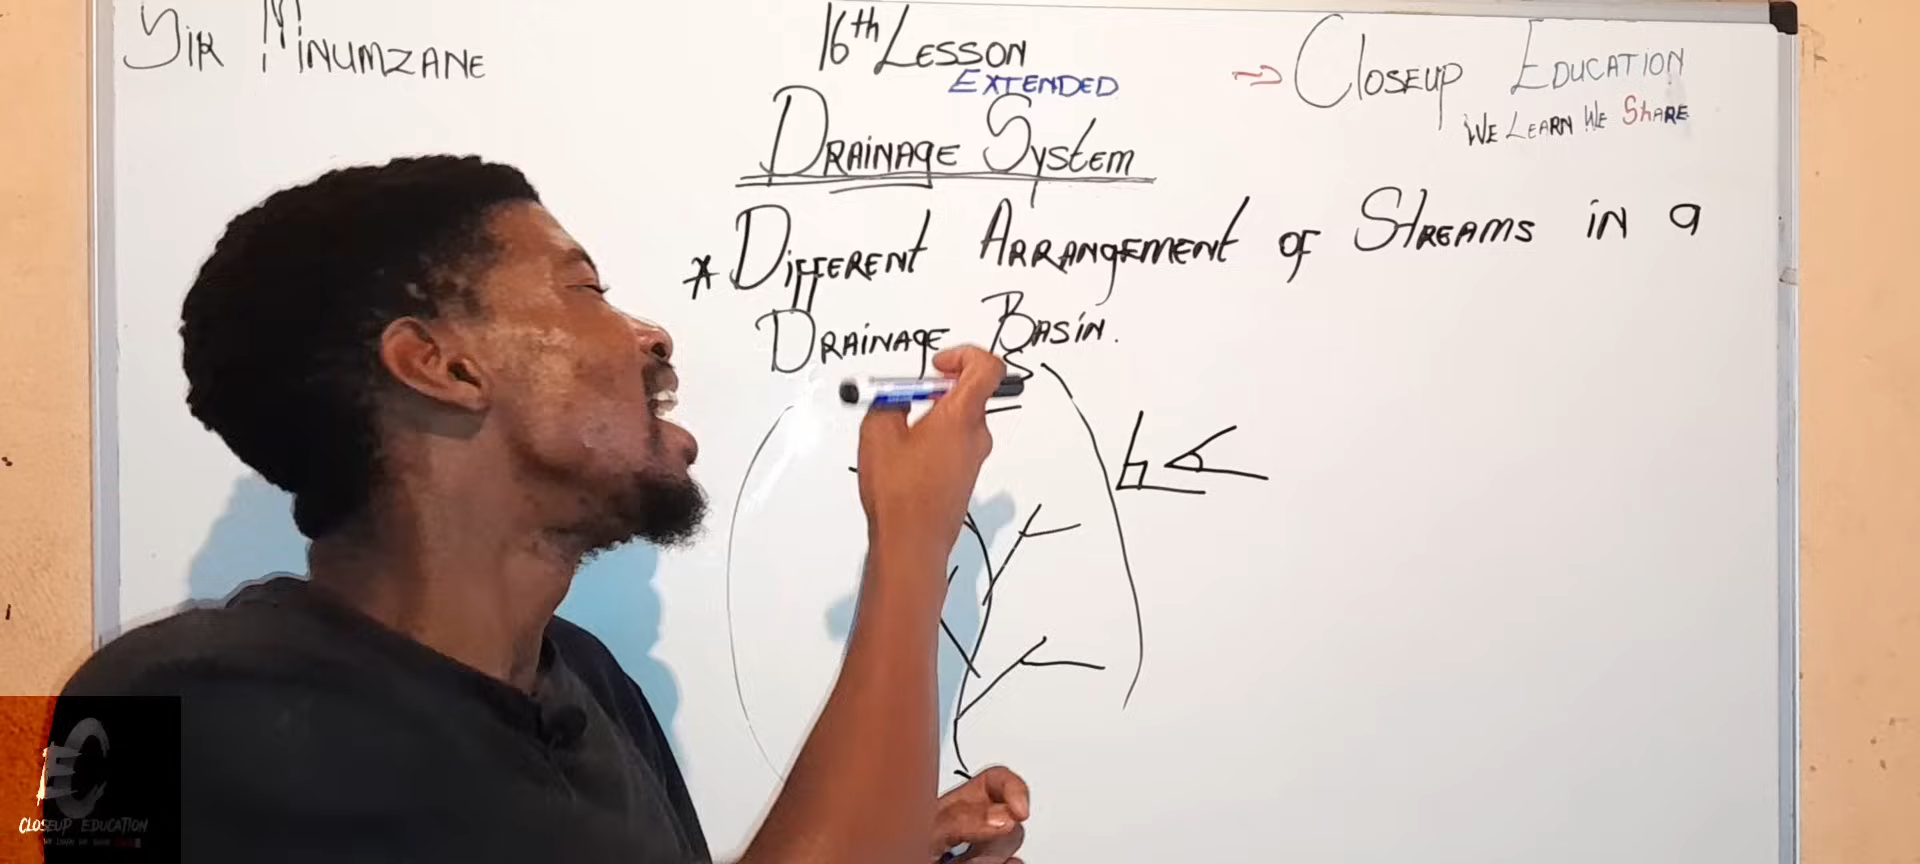 Sir Minumzane
16th Lesson
Extended
Drainage System
→ Closeup Education
We Learn We Share
* Different Arrangement of Streams in a
Drainage Basin.
CLOSEUP EDUCATION